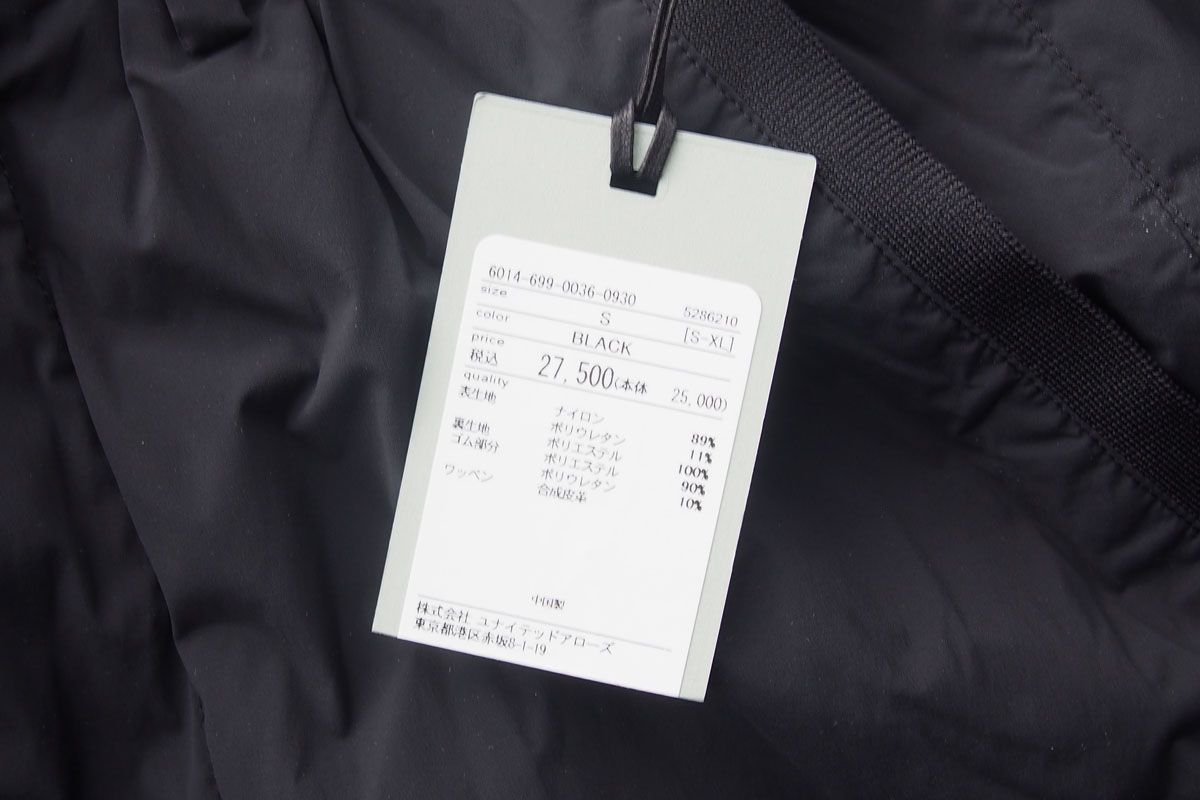 6014-699-0036-0930 5286210
size S [S-XL]
color BLACK
price
税込 27,500(本体 25,000)
quality
表生地 ナイロン 89%
ポリウレタン 11%
裏生地 ポリエステル 100%
ゴム部分 ポリエステル 90%
ポリウレタン 10%
ワッペン 合成皮革
中国製
株式会社 ユナイテッドアローズ
東京都港区赤坂8-1-19